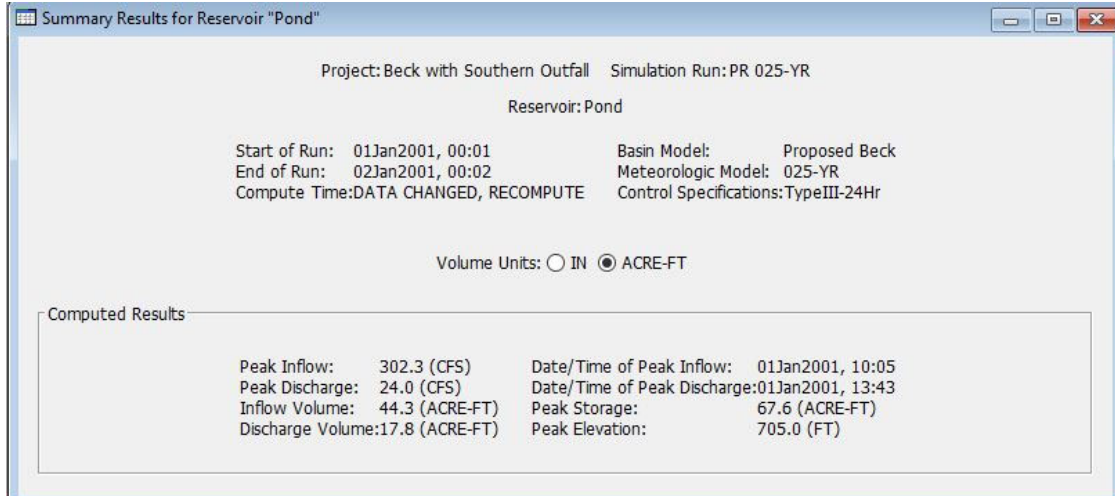 Summary Results for Reservoir "Pond"
Project: Beck with Southern Outfall Simulation Run: PR 025-YR
Reservoir: Pond
Start of Run: 01Jan2001, 00:01 Basin Model: Proposed Beck
End of Run: 02Jan2001, 00:02 Meteorologic Model: 025-YR
Compute Time:DATA CHANGED, RECOMPUTE Control Specifications:TypeIII-24Hr
Volume Units: IN ACRE-FT
Computed Results
Peak Inflow: 302.3 (CFS) Date/Time of Peak Inflow: 01Jan2001, 10:05
Peak Discharge: 24.0 (CFS) Date/Time of Peak Discharge:01Jan2001, 13:43
Inflow Volume: 44.3 (ACRE-FT) Peak Storage: 67.6 (ACRE-FT)
Discharge Volume:17.8 (ACRE-FT) Peak Elevation: 705.0 (FT)